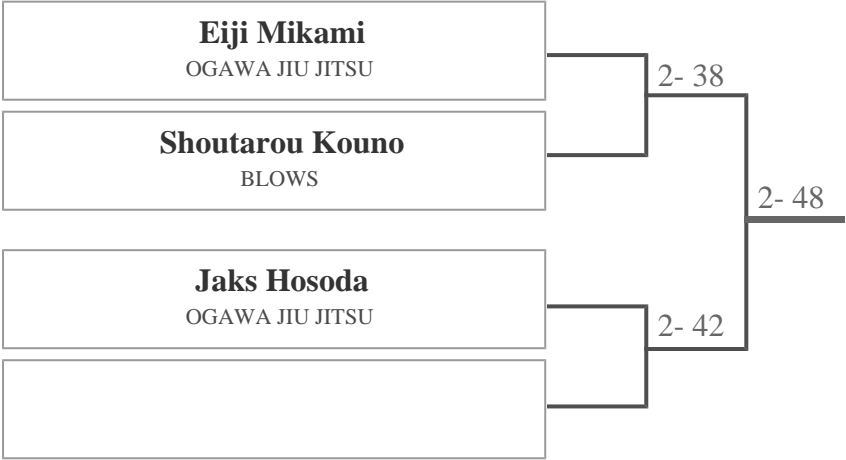 Eiji Mikami
OGAWA JIU JITSU
2- 38
Shoutarou Kouno
BLOWS
2- 48
Jaks Hosoda
OGAWA JIU JITSU
2- 42